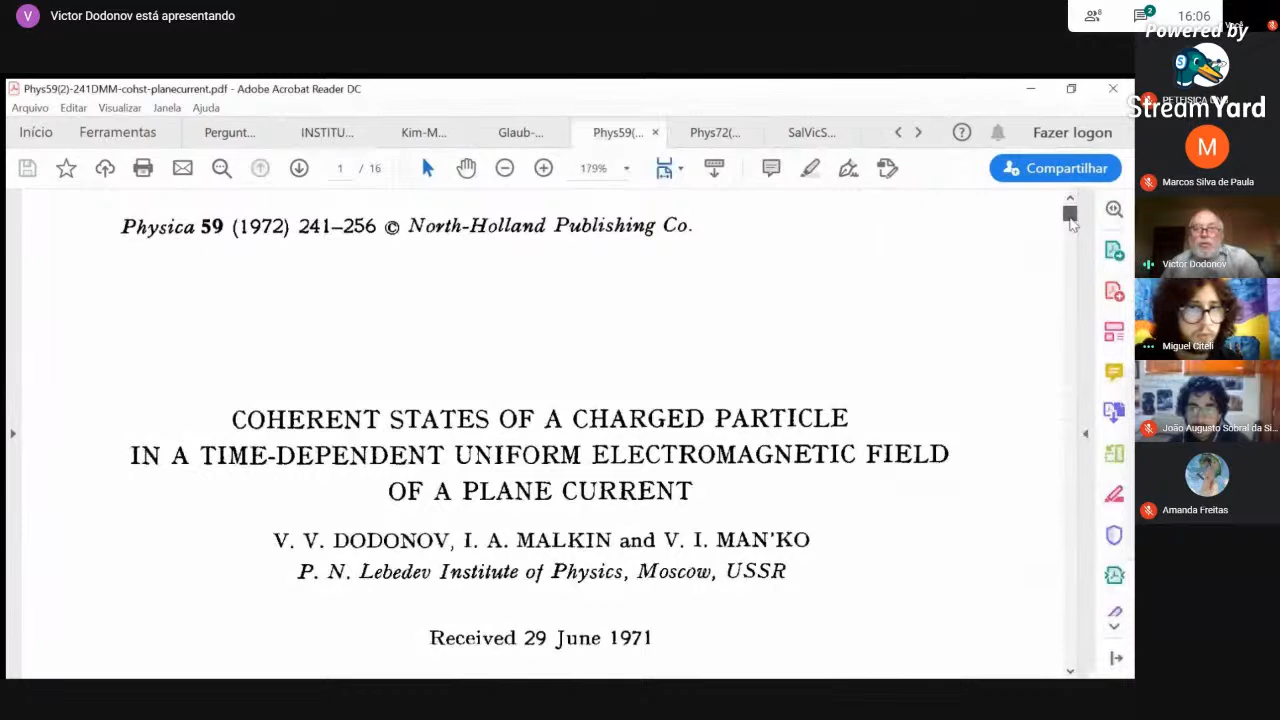 V Victor Dodonov está apresentando
8 2 16:06
Phys59(2)-241DMM-cohst-planecurrent.pdf - Adobe Acrobat Reader DC
Arquivo Editar Visualizar Janela Ajuda
Início Ferramentas Pergunt... INSTITU... Kim-M... Glaub-... Phys59(... × Phys72(... SalVicS... Fazer logon
1 / 16 179% Compartilhar
Physica 59 (1972) 241–256 © North-Holland Publishing Co.
COHERENT STATES OF A CHARGED PARTICLE
IN A TIME-DEPENDENT UNIFORM ELECTROMAGNETIC FIELD
OF A PLANE CURRENT
V. V. DODONOV, I. A. MALKIN and V. I. MAN'KO
P. N. Lebedev Institute of Physics, Moscow, USSR
Received 29 June 1971
Você
Powered by
StreamYard
M
Marcos Silva de Paula
Victor Dodonov
Miguel Citeli
João Augusto Sobral da Si...
Amanda Freitas